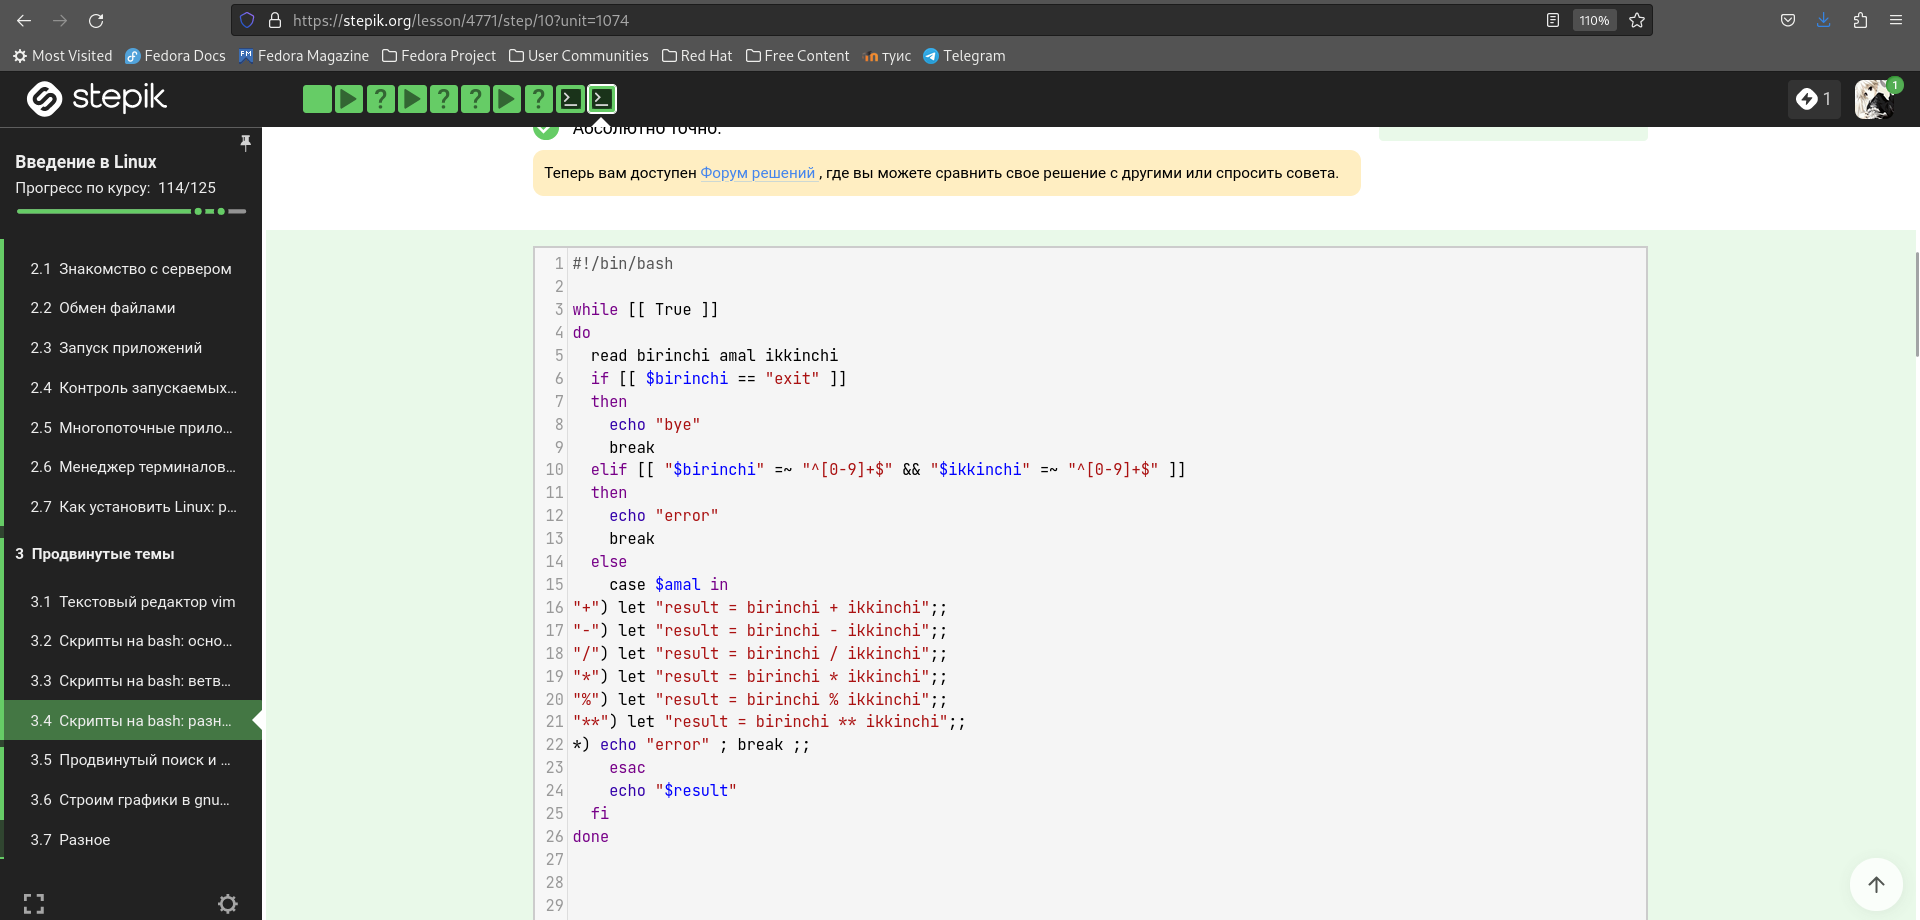 https://stepik.org/lesson/4771/step/10?unit=1074
110%
Most Visited Fedora Docs Fedora Magazine Fedora Project User Communities Red Hat Free Content туис Telegram
stepik
1
1
Введение в Linux
Прогресс по курсу: 114/125
2.1 Знакомство с сервером
2.2 Обмен файлами
2.3 Запуск приложений
2.4 Контроль запускаемых...
2.5 Многопоточные прило...
2.6 Менеджер терминалов...
2.7 Как установить Linux: р...
3 Продвинутые темы
3.1 Текстовый редактор vim
3.2 Скрипты на bash: осно...
3.3 Скрипты на bash: ветв...
3.4 Скрипты на bash: разн...
3.5 Продвинутый поиск и ...
3.6 Строим графики в gnu...
3.7 Разное
Абсолютно точно.
Теперь вам доступен Форум решений , где вы можете сравнить свое решение с другими или спросить совета.
1 #!/bin/bash
2
3 while [[ True ]]
4 do
5   read birinchi amal ikkinchi
6   if [[ $birinchi == "exit" ]]
7   then
8     echo "bye"
9     break
10   elif [[ "$birinchi" =~ "^[0-9]+$" && "$ikkinchi" =~ "^[0-9]+$" ]]
11   then
12     echo "error"
13     break
14   else
15     case $amal in
16 "+") let "result = birinchi + ikkinchi";;
17 "-") let "result = birinchi - ikkinchi";;
18 "/") let "result = birinchi / ikkinchi";;
19 "*") let "result = birinchi * ikkinchi";;
20 "%") let "result = birinchi % ikkinchi";;
21 "**") let "result = birinchi ** ikkinchi";;
22 *) echo "error" ; break ;;
23     esac
24     echo "$result"
25   fi
26 done
27
28
29